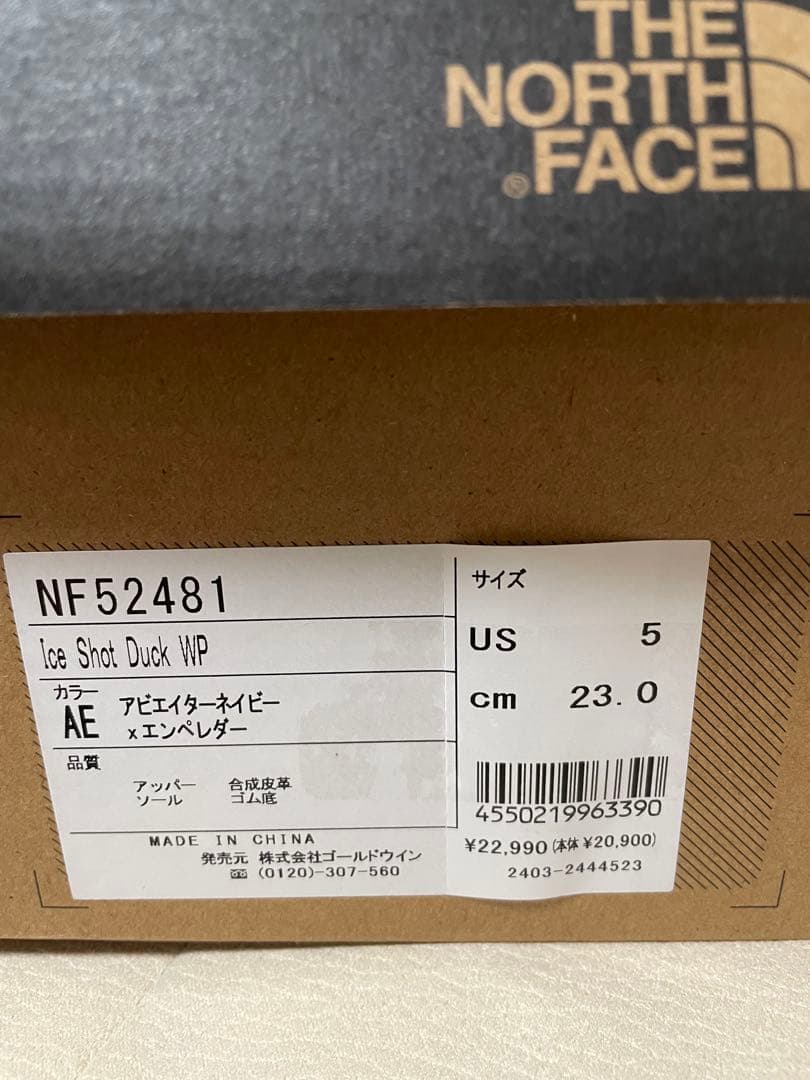 THE
NORTH
®FACE
NF52481
Ice Shot Duck WP
カラー
AE
アビエイターネイビー
xエンペレダー
品質
アッパー 合成皮革
ソール ゴム底
MADE IN CHINA
発売元 株式会社ゴールドウイン
(0120)-307-560
サイズ
US 5
cm 23.0
4550219963390
¥22,990(本体¥20,900)
2403-2444523